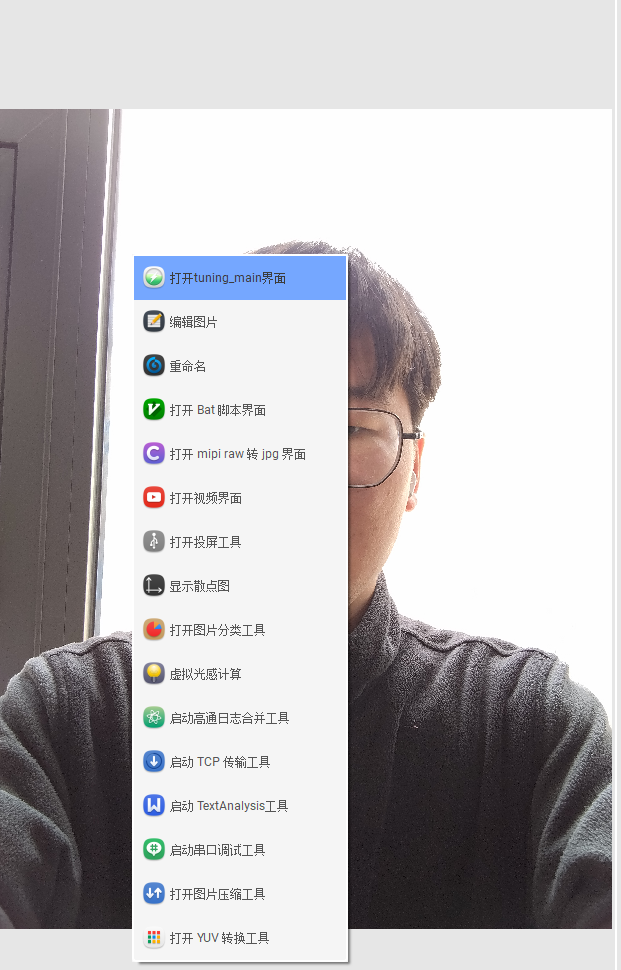 打开tuning_main界面
编辑图片
重命名
打开 Bat 脚本界面
打开 mipi raw 转 jpg 界面
打开视频界面
打开投屏工具
显示散点图
打开图片分类工具
虚拟光感计算
启动高通日志合并工具
启动 TCP 传输工具
启动 TextAnalysis工具
启动串口调试工具
打开图片压缩工具
打开 YUV 转换工具